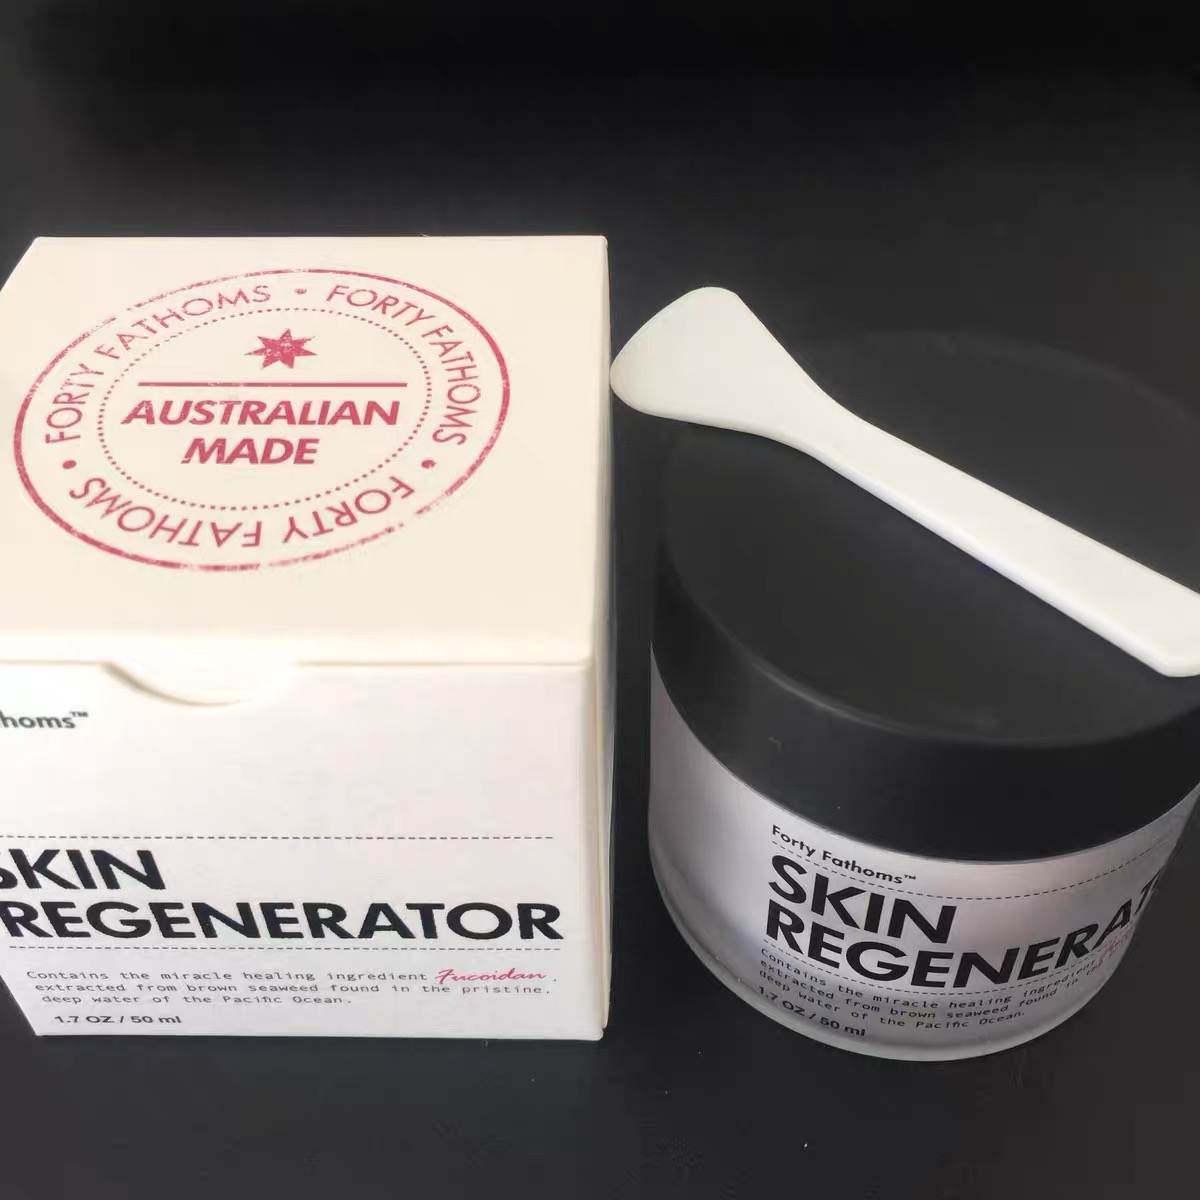 FORTY FATHOMS • FORTY FATHOMS • FORTY FATHOMS •
AUSTRALIAN
MADE
homs™
SKIN
REGENERATOR
Contains the miracle healing ingredient Fucoidan,
extracted from brown seaweed found in the pristine,
deep water of the Pacific Ocean.
1.7 OZ / 50 ml
Forty Fathoms™
SKIN
REGENERAT
Contains the miracle healing ingredient
extracted from brown seaweed found in
deep water of the Pacific Ocean.
1.7 OZ / 50 ml